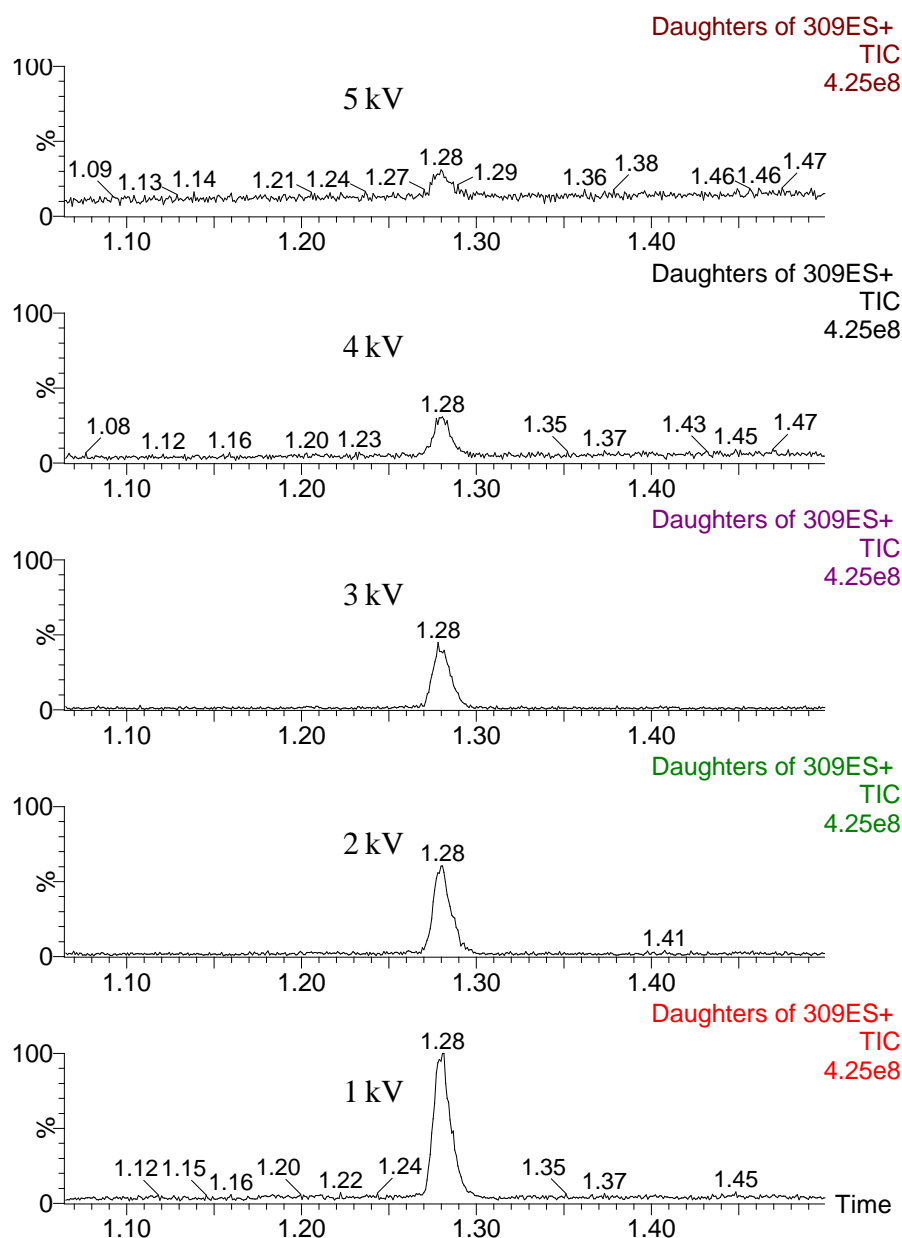 Daughters of 309ES+
TIC
4.25e8
100
%
0
5 kV
1.09 1.13 1.14 1.21 1.24 1.27 1.28 1.29 1.36 1.38 1.46 1.46 1.47
1.10 1.20 1.30 1.40
Daughters of 309ES+
TIC
4.25e8
100
%
0
4 kV
1.08 1.12 1.16 1.20 1.23 1.28 1.35 1.37 1.43 1.45 1.47
1.10 1.20 1.30 1.40
Daughters of 309ES+
TIC
4.25e8
100
%
0
3 kV
1.28
1.10 1.20 1.30 1.40
Daughters of 309ES+
TIC
4.25e8
100
%
0
2 kV
1.28 1.41
1.10 1.20 1.30 1.40
Daughters of 309ES+
TIC
4.25e8
100
%
0
1 kV
1.12 1.15 1.16 1.20 1.22 1.24 1.28 1.35 1.37 1.45
Time
1.10 1.20 1.30 1.40